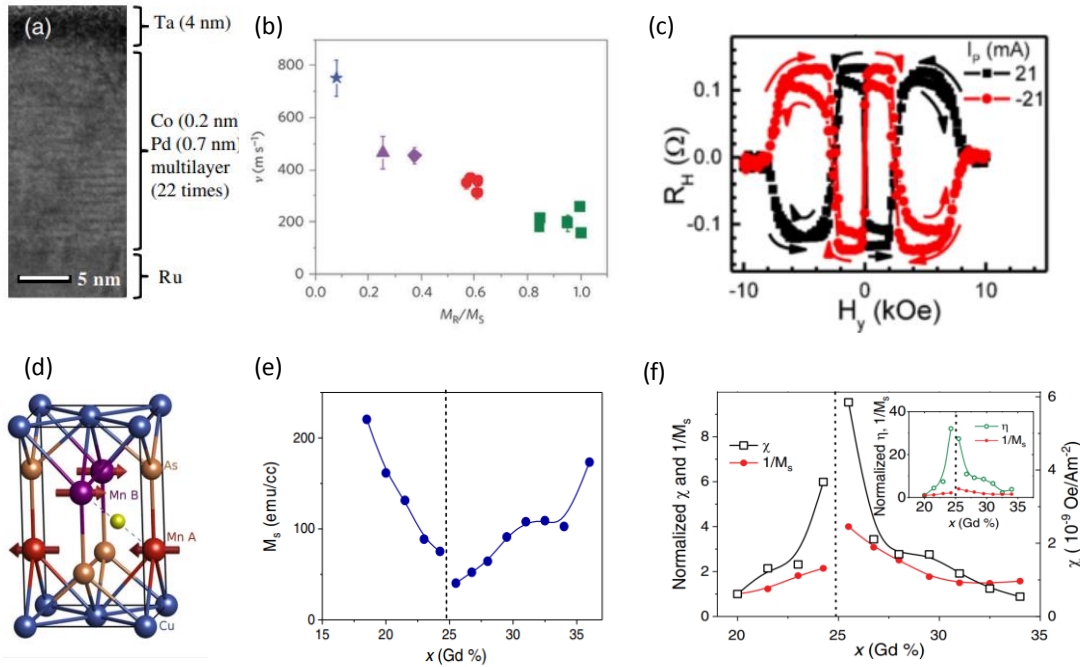 (a)
Ta (4 nm)
Co (0.2 nm
Pd (0.7 nm)
multilayer
(22 times)
5 nm
Ru
(b)
800
600
400
200
0
v (m s⁻¹)
0.0 0.2 0.4 0.6 0.8 1.0
M_R/M_S
(c)
I_P (mA)
21
-21
0.1
0.0
-0.1
R_H (Ω)
-10 0 10
H_y (kOe)
(d)
As
Mn B
Mn A
Cu
(e)
200
100
0
M_s (emu/cc)
15 20 25 30 35
x (Gd %)
(f)
8
6
4
2
0
Normalized χ and 1/M_s
χ
1/M_s
40
20
0
Normalized η, 1/M_s
η
1/M_s
20 25 30 35
x (Gd %)
6
4
2
0
χ (10⁻⁹ Oe/Am⁻²)
20 25 30 35
x (Gd %)